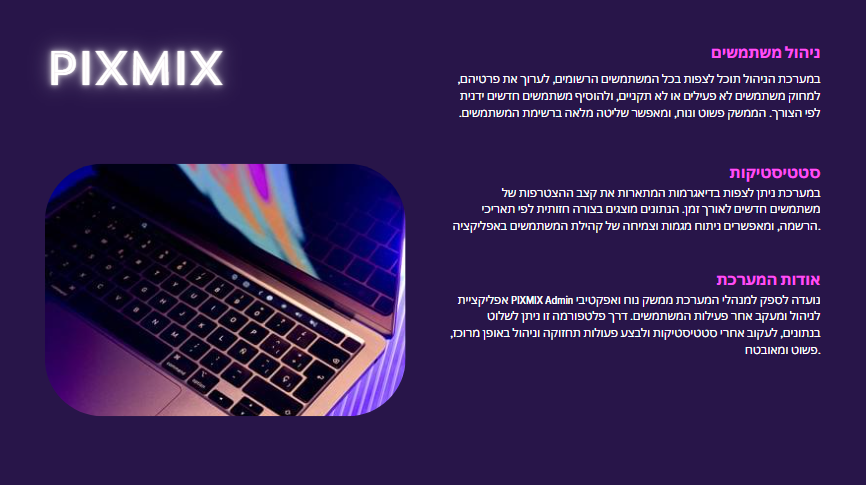 PIXMIX
ניהול משתמשים
במערכת הניהול תוכל לצפות בכל המשתמשים הרשומים, לערוך את פרטיהם,
למחוק משתמשים לא פעילים או לא תקניים, ולהוסיף משתמשים חדשים ידנית
לפי הצורך. הממשק פשוט ונוח, ומאפשר שליטה מלאה ברשימת המשתמשים.
סטטיסטיקות
במערכת ניתן לצפות בדיאגרמות המתארות את קצב ההצטרפות של
משתמשים חדשים לאורך זמן. הנתונים מוצגים בצורה חזותית לפי תאריכי
.הרשמה, ומאפשרים ניתוח מגמות וצמיחה של קהילת המשתמשים באפליקציה
אודות המערכת
נועדה לספק למנהלי המערכת ממשק נוח ואפקטיבי PIXMIX Admin אפליקציית
לניהול ומעקב אחר פעילות המשתמשים. דרך פלטפורמה זו ניתן לשלוט
בנתונים, לעקוב אחרי סטטיסטיקות ולבצע פעולות תחזוקה וניהול באופן מרוכז,
.פשוט ומאובטח